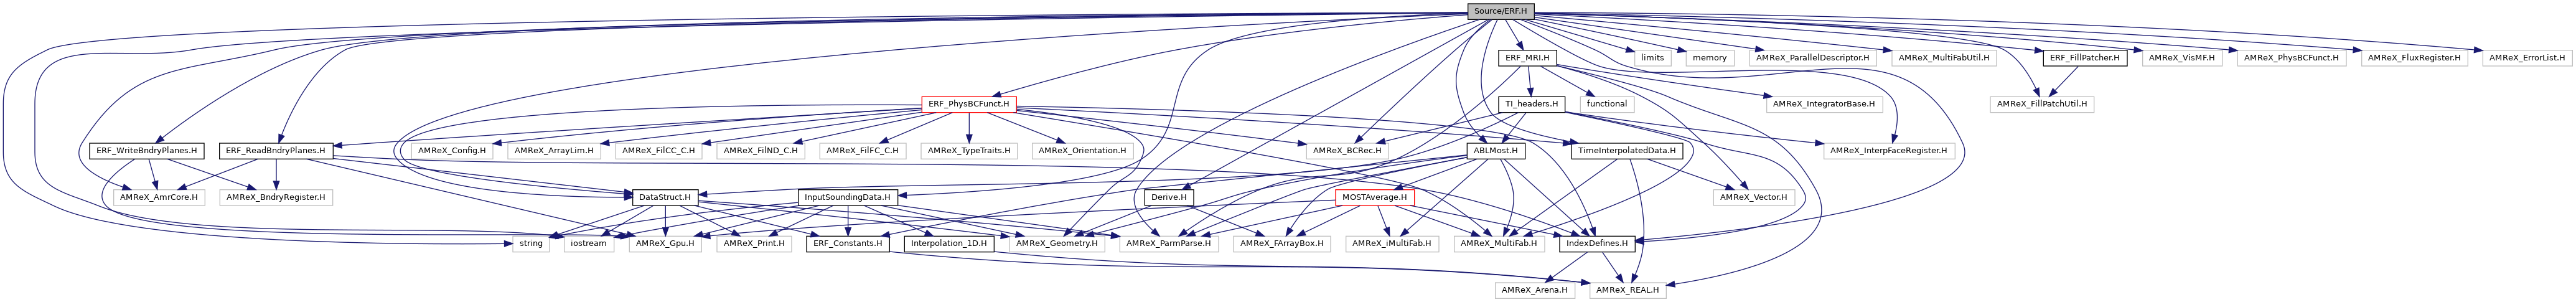 Source/ERF.H
ERF_MRI.H
limits
memory
AMReX_ParallelDescriptor.H
AMReX_MultiFabUtil.H
ERF_FillPatcher.H
AMReX_VisMF.H
AMReX_PhysBCFunct.H
AMReX_FluxRegister.H
AMReX_ErrorList.H
ERF_PhysBCFunct.H
TI_headers.H
functional
AMReX_IntegratorBase.H
AMReX_FillPatchUtil.H
ERF_WriteBndryPlanes.H
ERF_ReadBndryPlanes.H
AMReX_Config.H
AMReX_ArrayLim.H
AMReX_FilCC_C.H
AMReX_FilND_C.H
AMReX_FilFC_C.H
AMReX_TypeTraits.H
AMReX_Orientation.H
AMReX_BCRec.H
ABLMost.H
TimeInterpolatedData.H
AMReX_InterpFaceRegister.H
AMReX_AmrCore.H
AMReX_BndryRegister.H
DataStruct.H
InputSoundingData.H
Derive.H
MOSTAverage.H
AMReX_Vector.H
string
iostream
AMReX_Gpu.H
AMReX_Print.H
ERF_Constants.H
Interpolation_1D.H
AMReX_Geometry.H
AMReX_ParmParse.H
AMReX_FArrayBox.H
AMReX_iMultiFab.H
AMReX_MultiFab.H
IndexDefines.H
AMReX_Arena.H
AMReX_REAL.H